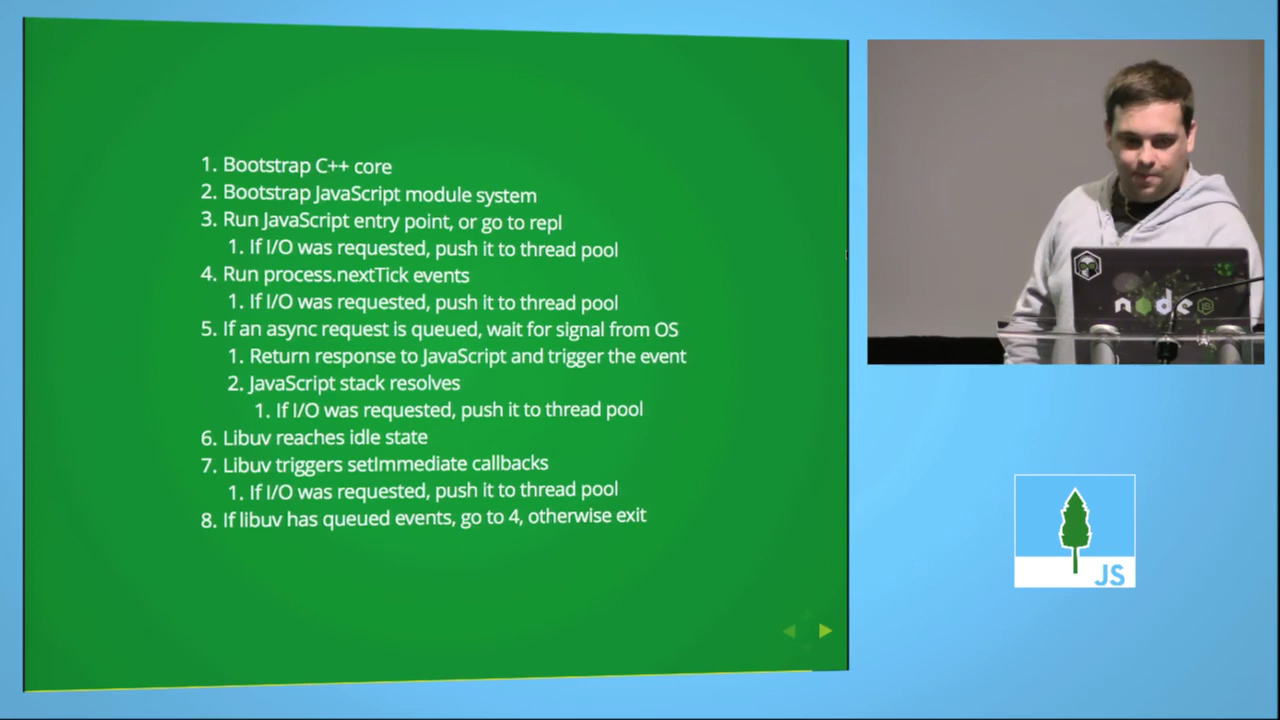 1. Bootstrap C++ core
2. Bootstrap JavaScript module system
3. Run JavaScript entry point, or go to repl
1. If I/O was requested, push it to thread pool
4. Run process.nextTick events
1. If I/O was requested, push it to thread pool
5. If an async request is queued, wait for signal from OS
1. Return response to JavaScript and trigger the event
2. JavaScript stack resolves
1. If I/O was requested, push it to thread pool
6. Libuv reaches idle state
7. Libuv triggers setImmediate callbacks
1. If I/O was requested, push it to thread pool
8. If libuv has queued events, go to 4, otherwise exit
node JS
JS